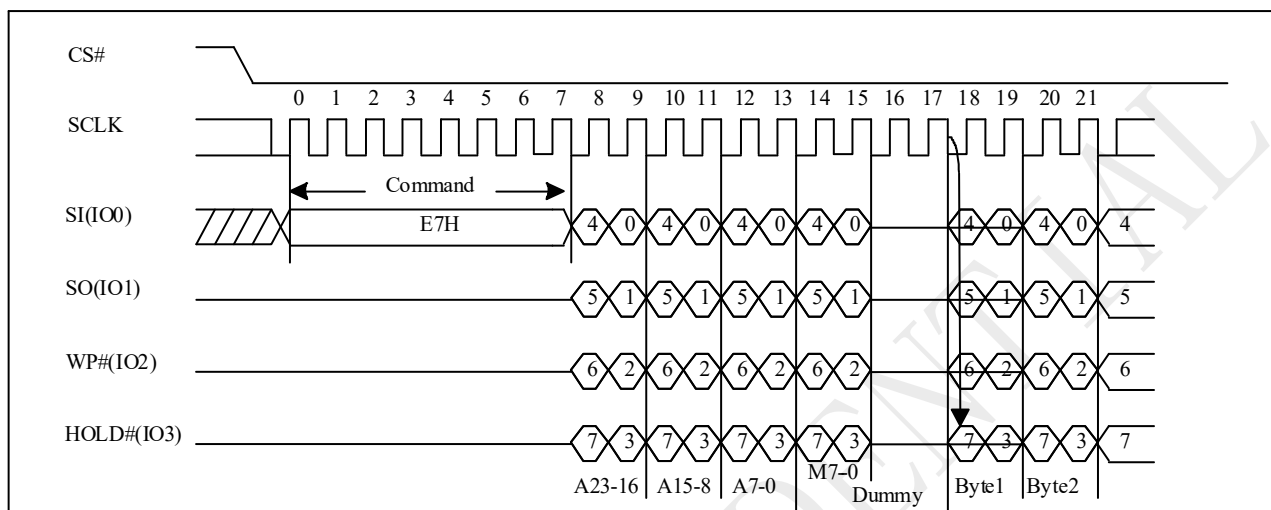 CS#
0 1 2 3 4 5 6 7 8 9 10 11 12 13 14 15 16 17 18 19 20 21
SCLK
Command
SI(IO0) E7H 4 0 4 0 4 0 4 0 4 0 4 0 4
SO(IO1) 5 1 5 1 5 1 5 1 5 1 5 1 5
WP#(IO2) 6 2 6 2 6 2 6 2 6 2 6 2 6
HOLD#(IO3) 7 3 7 3 7 3 7 3 7 3 7 3 7
A23-16 A15-8 A7-0 M7-0 Dummy Byte1 Byte2
DENTIAL